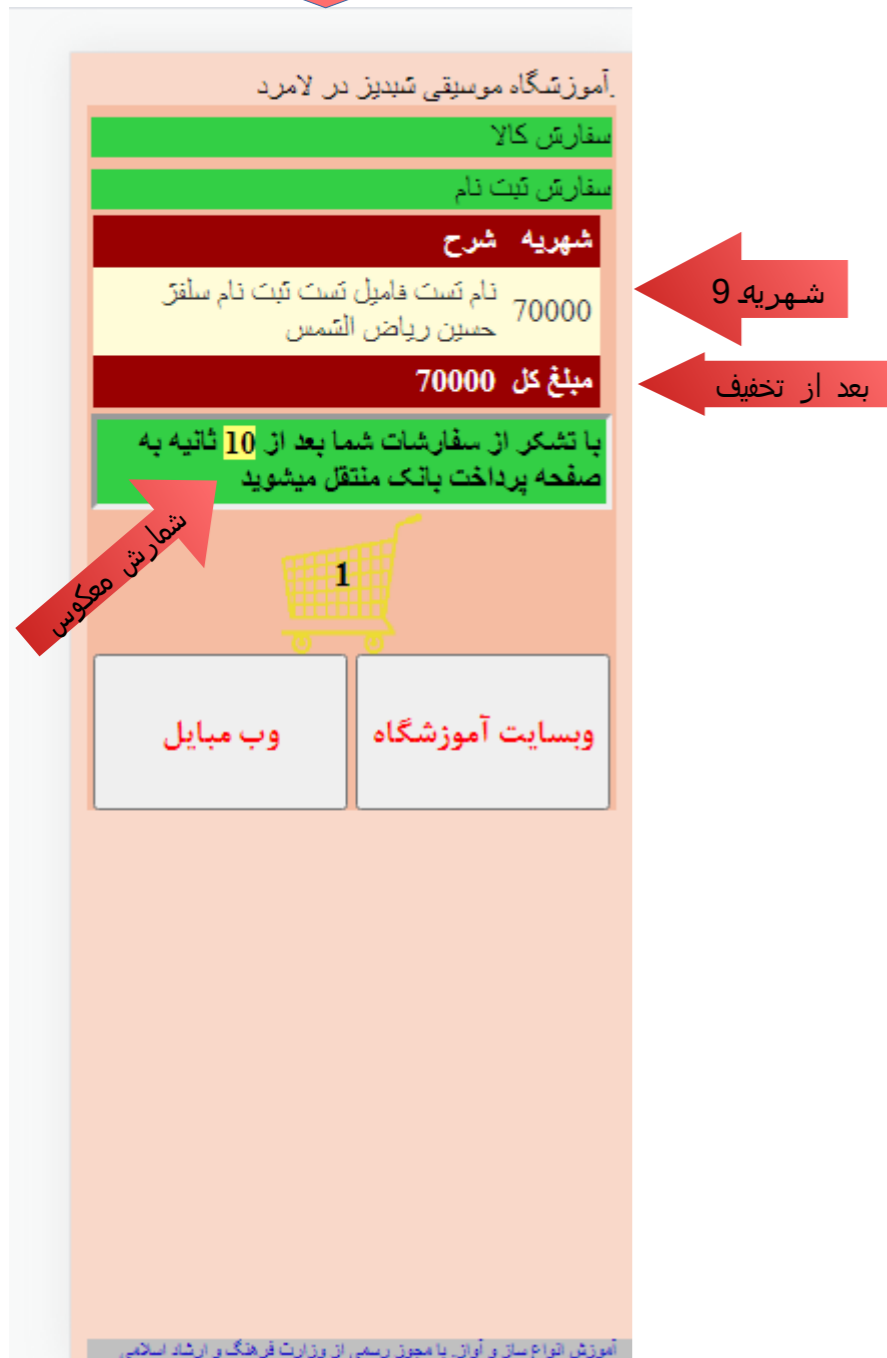 آموزشگاه موسیقی شبدیز در لامرد.
سفارش کالا
سفارش ثبت نام
شهریه شرح
70000 نام تست فامیل تست ثبت نام سلفژ
حسین ریاض الشمس
مبلغ کل 70000
با تشکر از سفارشات شما بعد از 10 ثانیه به
صفحه پرداخت بانک منتقل میشوید
1
وبسایت آموزشگاه
وب مبایل
آموزش انواع ساز و آواز. با مجوز رسمی از وزارت فرهنگ و ارشاد اسلامی
شهریه 9
بعد از تخفیف
شمارش معکوس